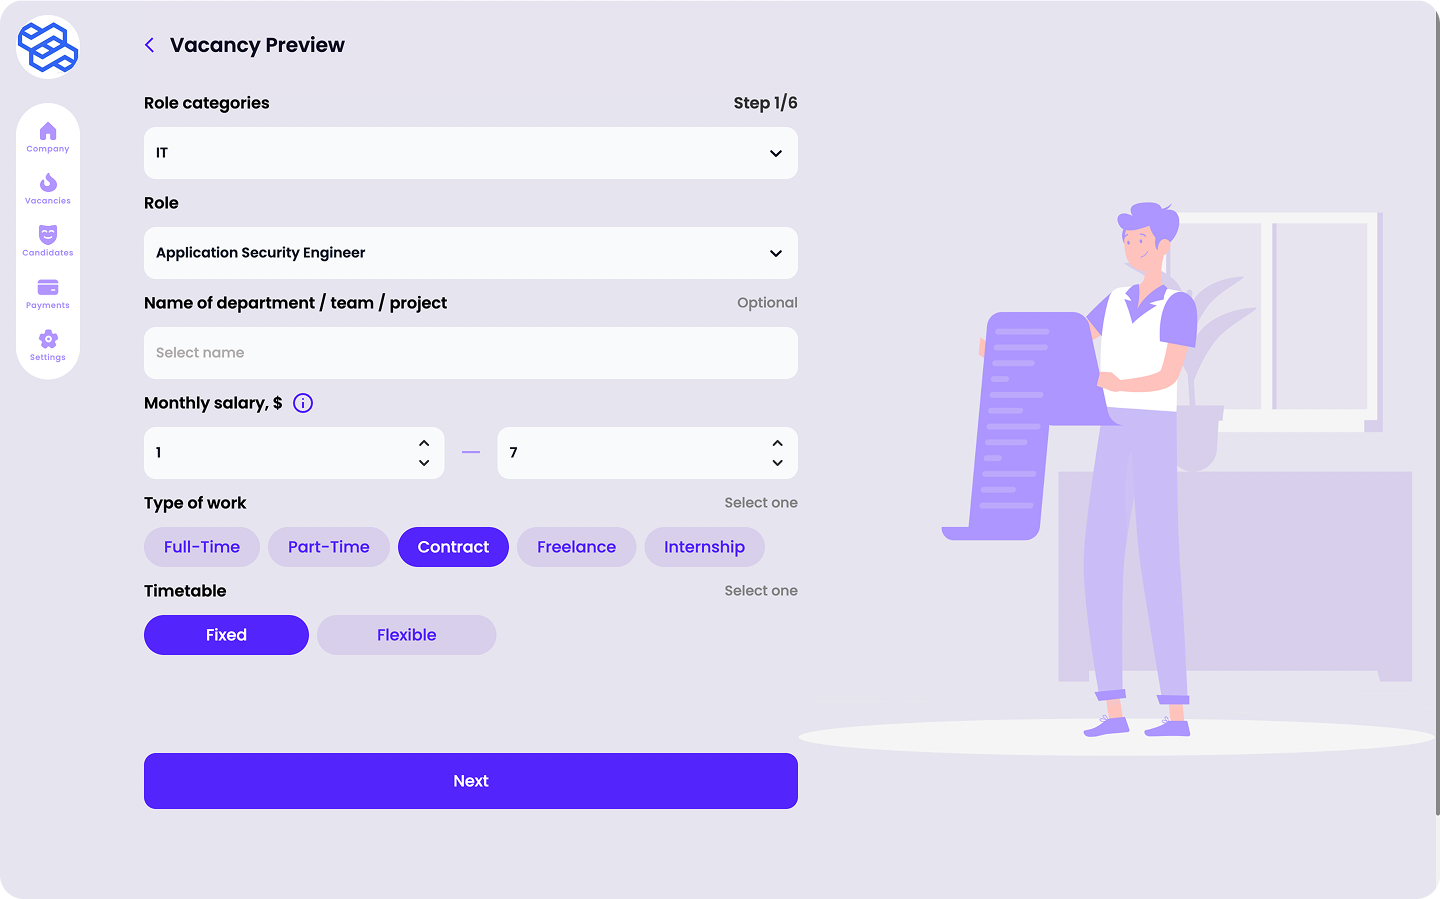 Vacancy Preview
Company
Vacancies
Candidates
Payments
Settings
Role categories
Step 1/6
IT
Role
Application Security Engineer
Name of department / team / project
Optional
Select name
Monthly salary, $
1
7
Type of work
Select one
Full-Time
Part-Time
Contract
Freelance
Internship
Timetable
Select one
Fixed
Flexible
Next